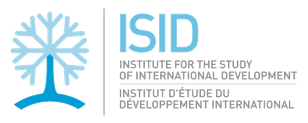 ISID
INSTITUTE FOR THE STUDY
OF INTERNATIONAL DEVELOPMENT
INSTITUT D'ÉTUDE DU
DÉVELOPPEMENT INTERNATIONAL